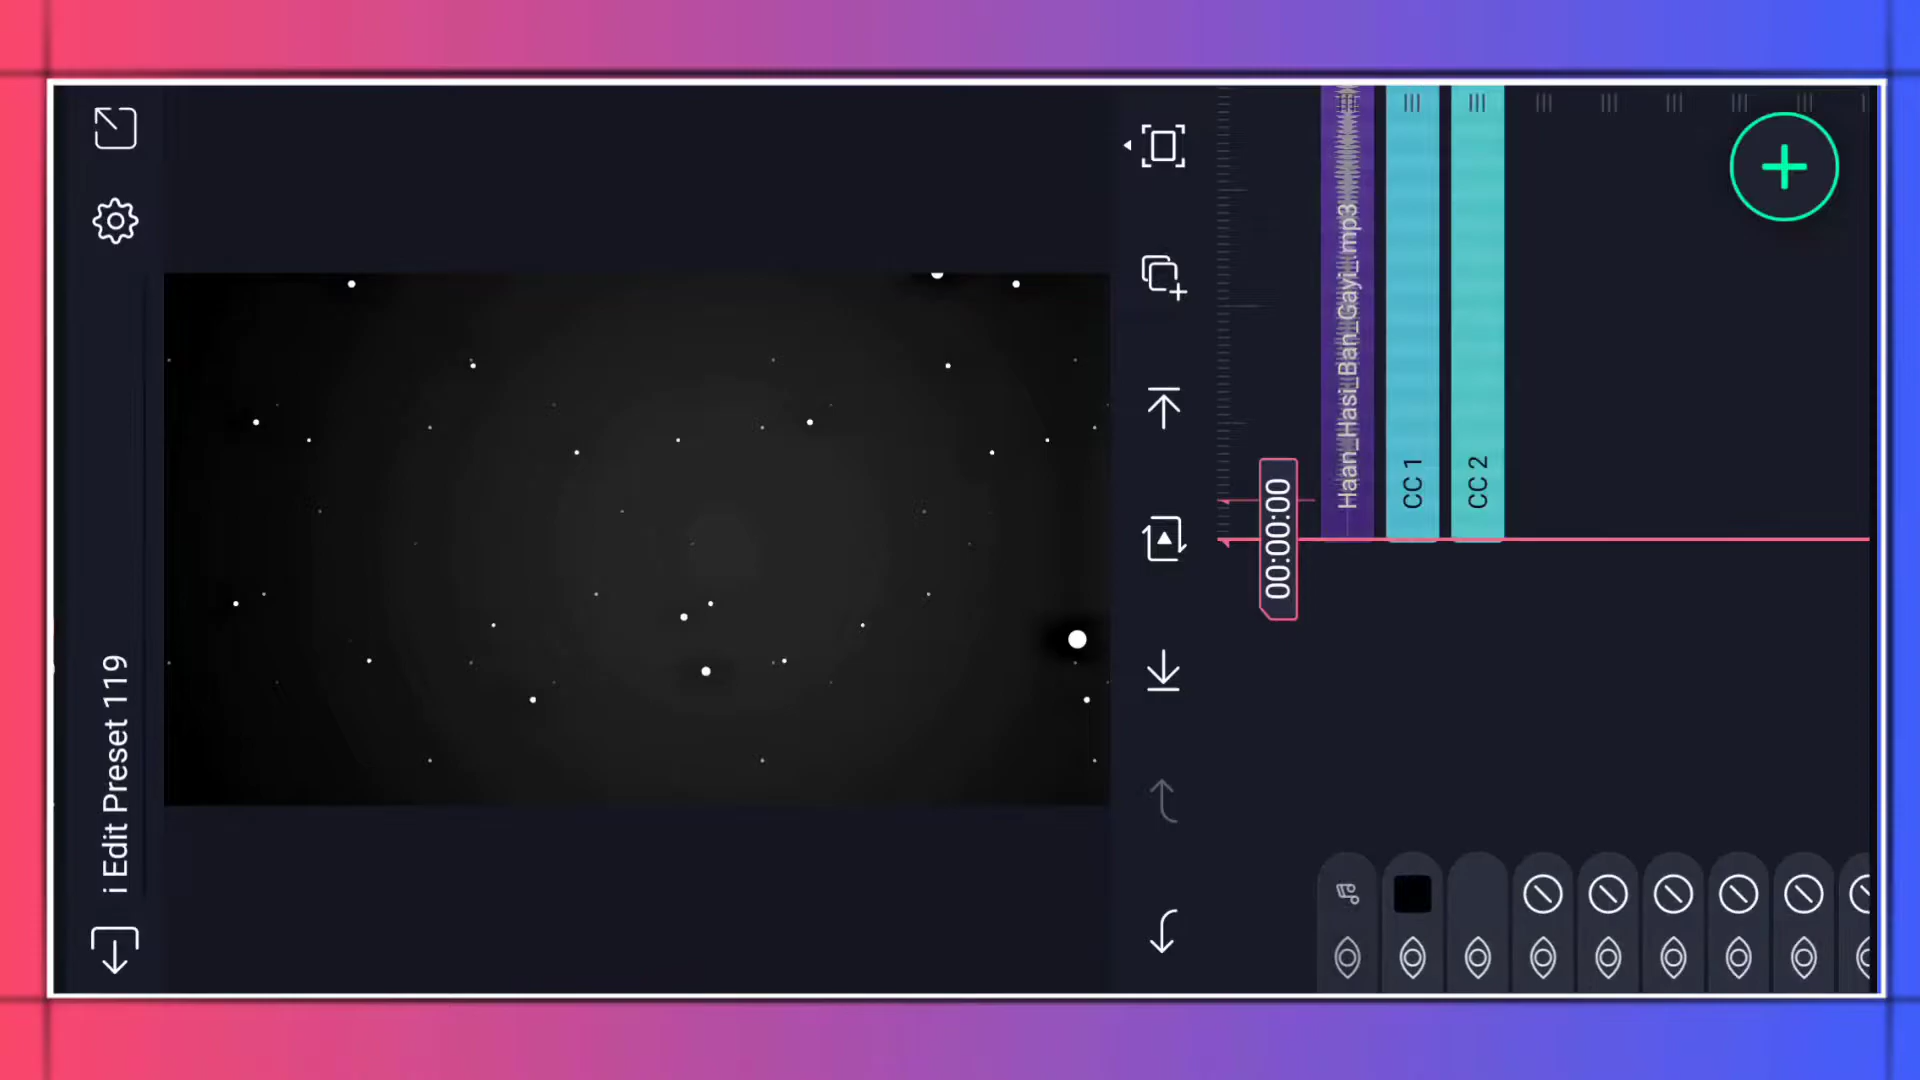 i Edit Preset 119
00:00:00
Haan_Hasi_Ban_Gayi_mp3
CC 1
CC 2